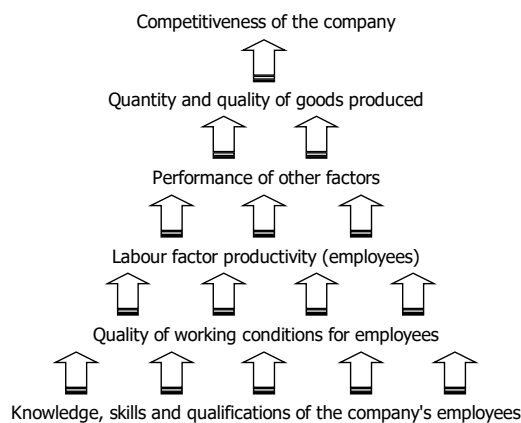 Competitiveness of the company
Quantity and quality of goods produced
Performance of other factors
Labour factor productivity (employees)
Quality of working conditions for employees
Knowledge, skills and qualifications of the company's employees